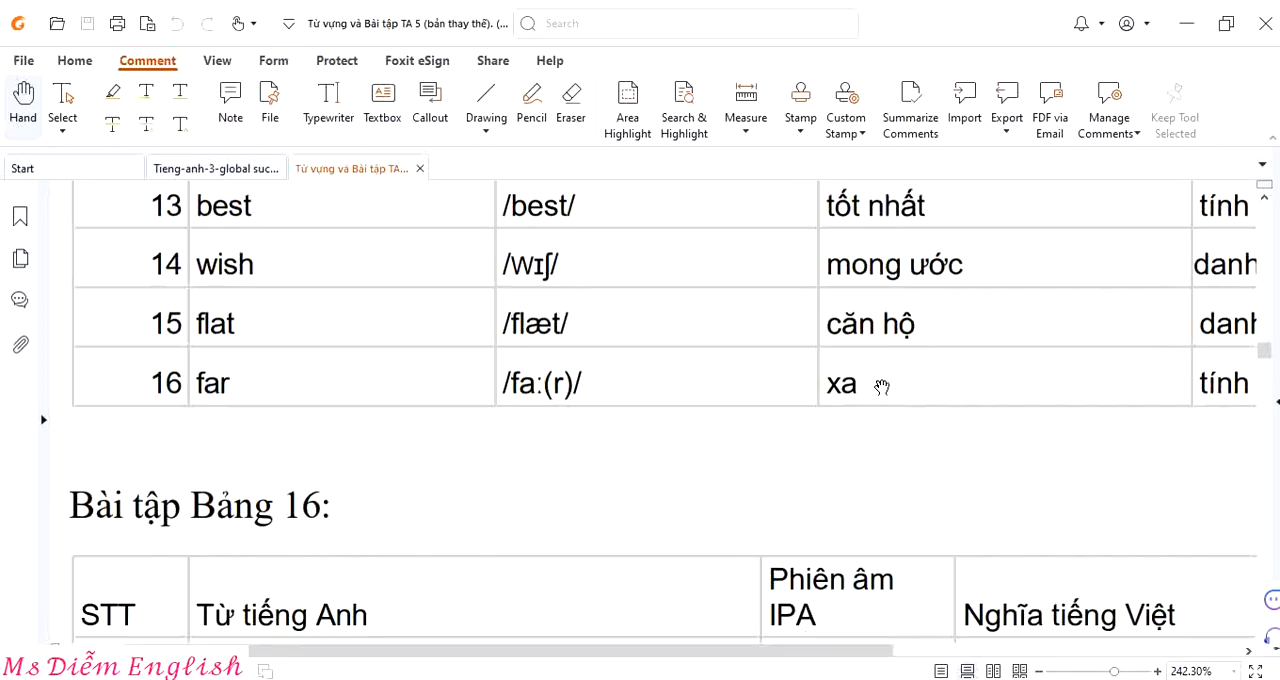 Từ vựng và Bài tập TA 5 (bản thay thế). (...
Search
File Home Comment View Form Protect Foxit eSign Share Help
Hand Select Note File Typewriter Textbox Callout Drawing Pencil Eraser Area Highlight Search & Highlight Measure Stamp Custom Stamp Summarize Comments Import Export FDF via Email Manage Comments Keep Tool Selected
Start Tieng-anh-3-global suc... Từ vựng và Bài tập TA...
13 best /best/ tốt nhất tính
14 wish /wɪʃ/ mong ước danh
15 flat /flæt/ căn hộ danh
16 far /faː(r)/ xa tính
Bài tập Bảng 16:
STT Từ tiếng Anh Phiên âm IPA Nghĩa tiếng Việt
Ms Diễm English
242.30%